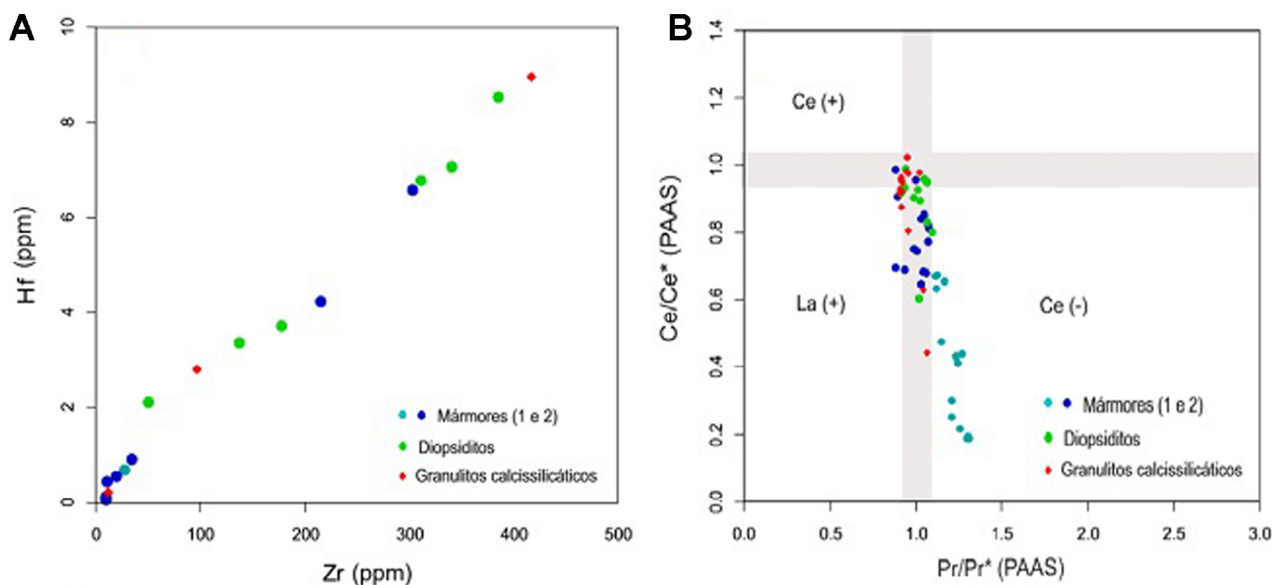 A
Hf (ppm)
10
8
6
4
2
0
0
100
200
300
400
500
Zr (ppm)
Mármores (1 e 2)
Diopsiditos
Granulitos calcissilicáticos
B
Ce/Ce* (PAAS)
1.4
1.2
1.0
0.8
0.6
0.4
0.2
0.0
0.0
0.5
1.0
1.5
2.0
2.5
3.0
Pr/Pr* (PAAS)
Ce (+)
La (+)
Ce (-)
Mármores (1 e 2)
Diopsiditos
Granulitos calcissilicáticos